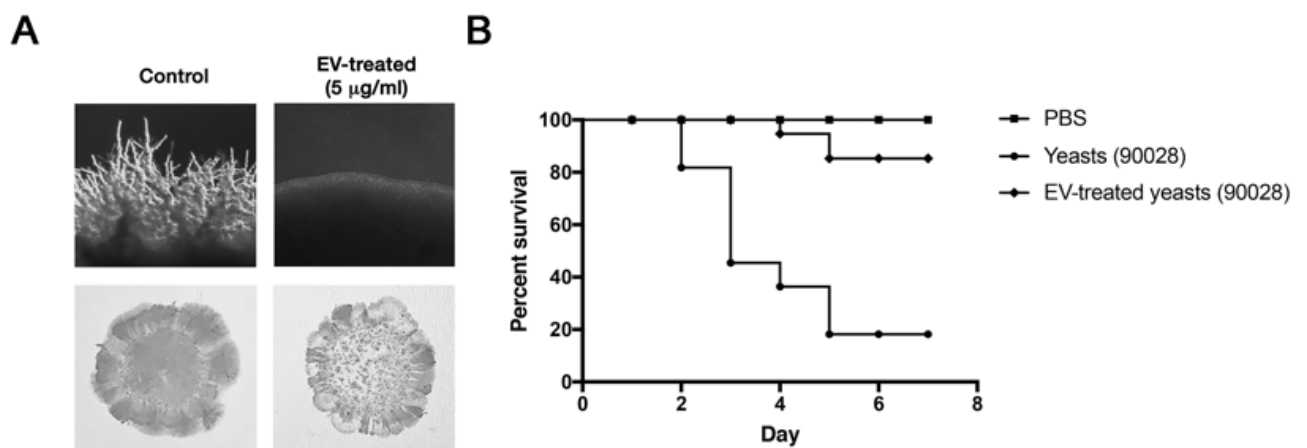 A
Control
EV-treated
(5 μg/ml)
B
Percent survival
100
80
60
40
20
0
0 2 4 6 8
Day
PBS
Yeasts (90028)
EV-treated yeasts (90028)